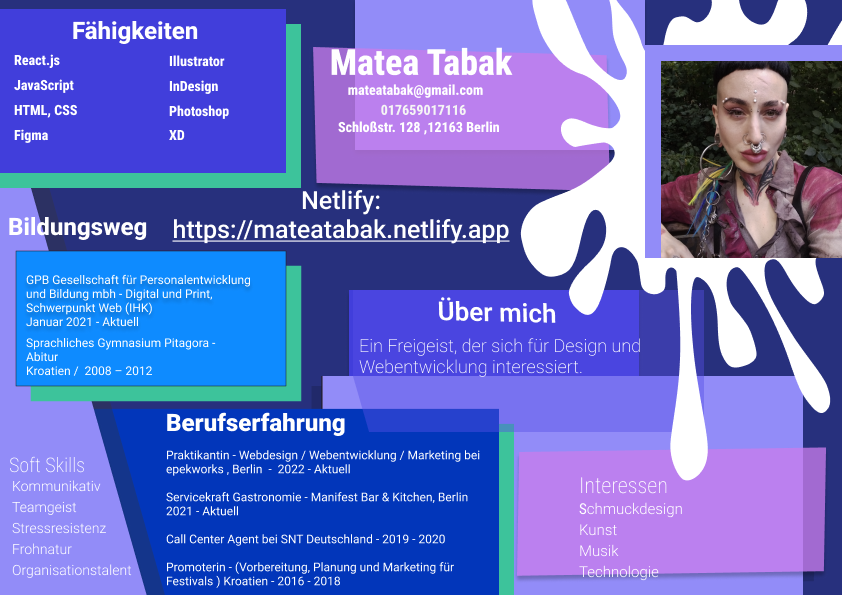 Fähigkeiten
React.js
JavaScript
HTML, CSS
Figma
Illustrator
InDesign
Photoshop
XD
Matea Tabak
mateatabak@gmail.com
017659017116
Schloßstr. 128 ,12163 Berlin
Netlify:
https://mateatabak.netlify.app
Bildungsweg
GPB Gesellschaft für Personalentwicklung
und Bildung mbh - Digital und Print,
Schwerpunkt Web (IHK)
Januar 2021 - Aktuell
Sprachliches Gymnasium Pitagora -
Abitur
Kroatien / 2008 – 2012
Über mich
Ein Freigeist, der sich für Design und
Webentwicklung interessiert.
Berufserfahrung
Praktikantin - Webdesign / Webentwicklung / Marketing bei
epekworks , Berlin - 2022 - Aktuell
Servicekraft Gastronomie - Manifest Bar & Kitchen, Berlin
2021 - Aktuell
Call Center Agent bei SNT Deutschland - 2019 - 2020
Promoterin - (Vorbereitung, Planung und Marketing für
Festivals ) Kroatien - 2016 - 2018
Soft Skills
Kommunikativ
Teamgeist
Stressresistenz
Frohnatur
Organisationstalent
Interessen
Schmuckdesign
Kunst
Musik
Technologie